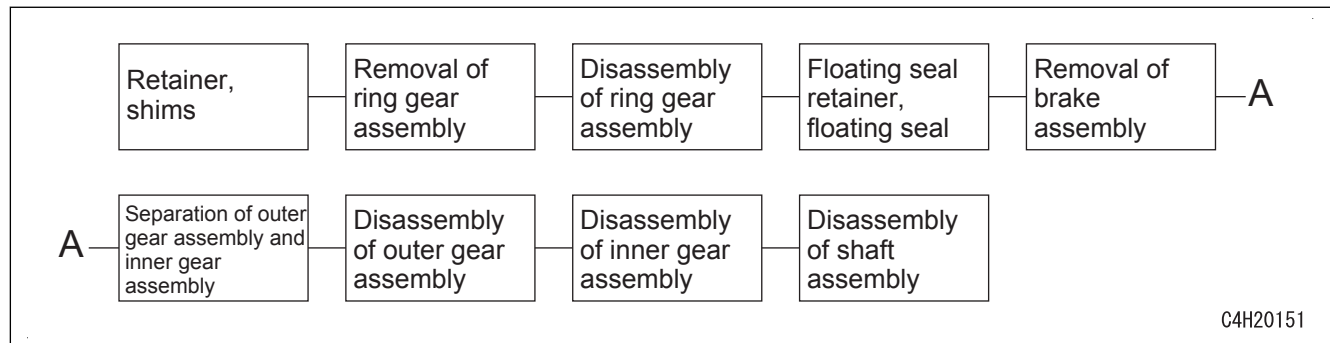 Retainer,
shims
Removal of
ring gear
assembly
Disassembly
of ring gear
assembly
Floating seal
retainer,
floating seal
Removal of
brake
assembly
A
A
Separation of outer
gear assembly and
inner gear
assembly
Disassembly
of outer gear
assembly
Disassembly
of inner gear
assembly
Disassembly
of shaft
assembly
C4H20151